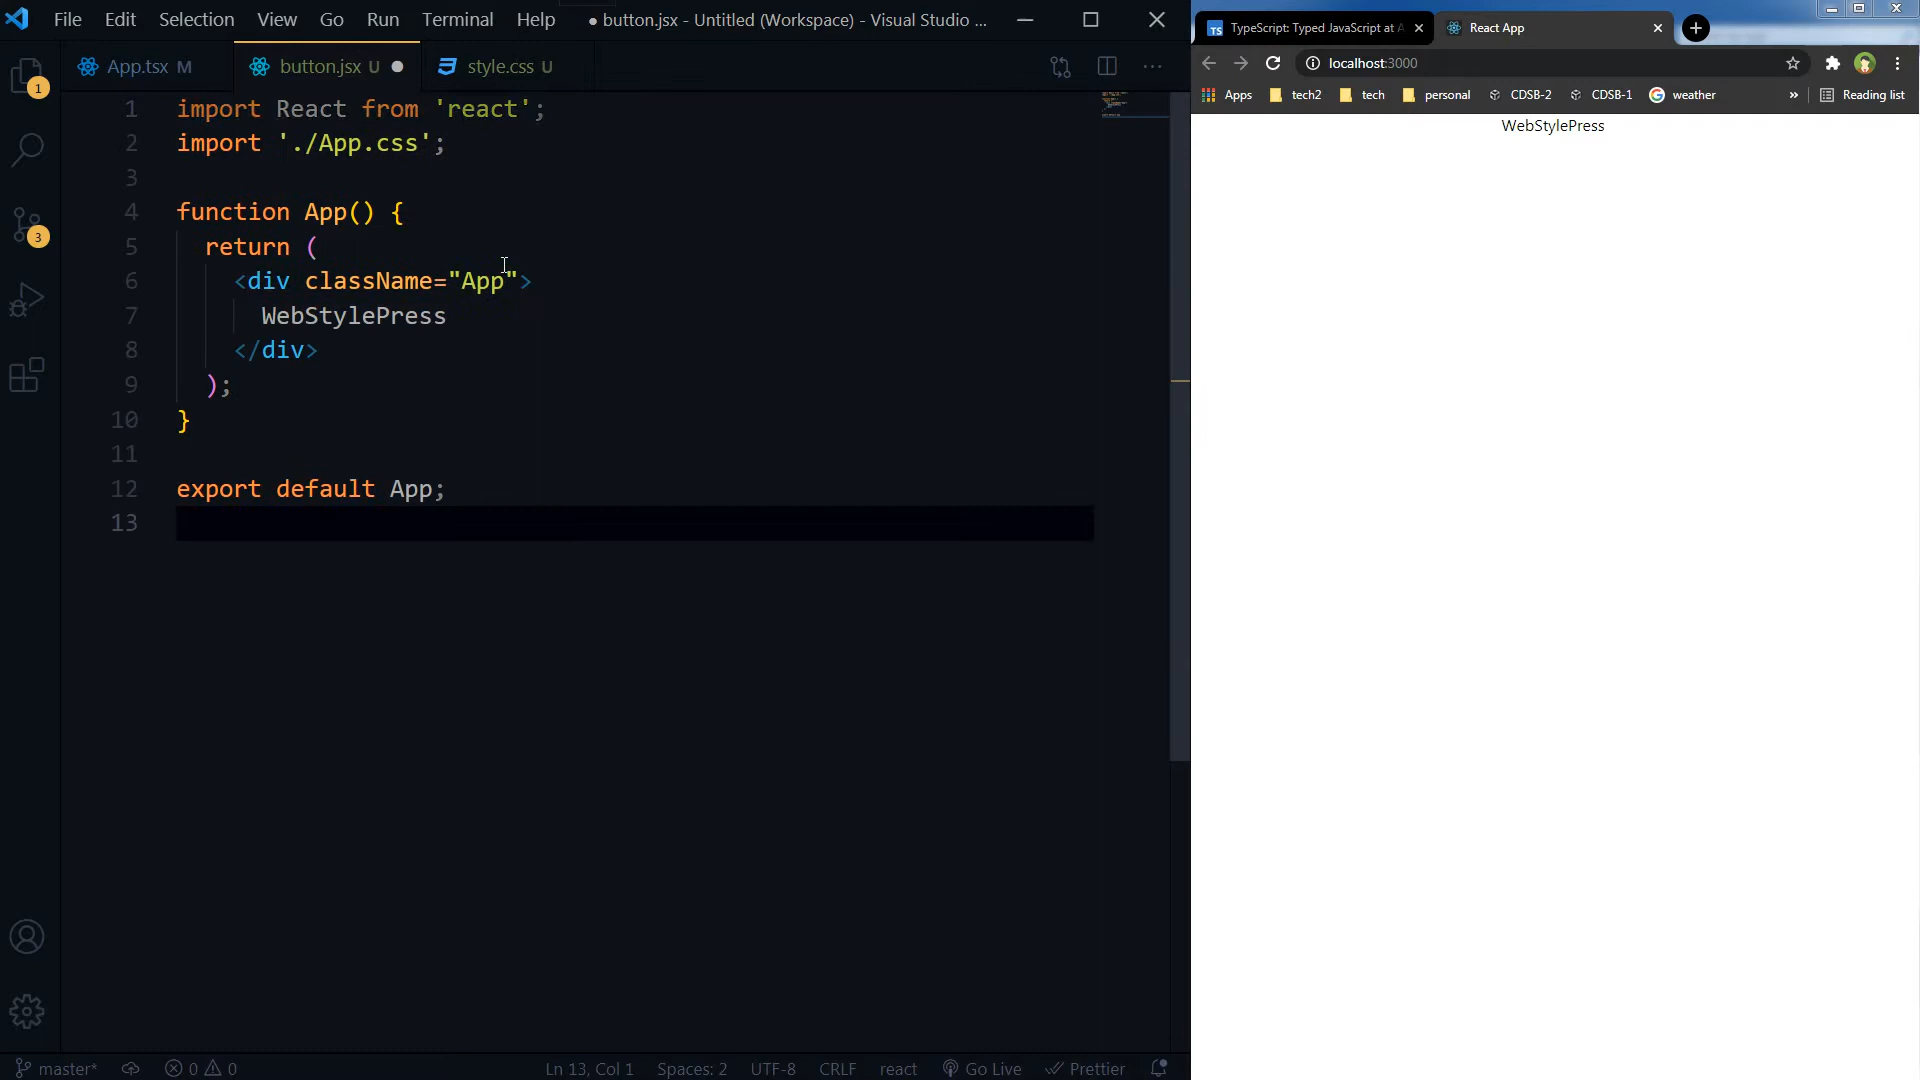 File Edit Selection View Go Run Terminal Help ● button.jsx - Untitled (Workspace) - Visual Studio ...
App.tsx M button.jsx U ● style.css U
1 import React from 'react';
2 import './App.css';
3
4 function App() {
5 return (
6 <div className="App">
7 WebStylePress
8 </div>
9 );
10 }
11
12 export default App;
13
1
3
master* 0 0 Ln 13, Col 1 Spaces: 2 UTF-8 CRLF react Go Live Prettier
TS TypeScript: Typed JavaScript at A React App
localhost:3000
Apps tech2 tech personal CDSB-2 CDSB-1 weather » Reading list
WebStylePress